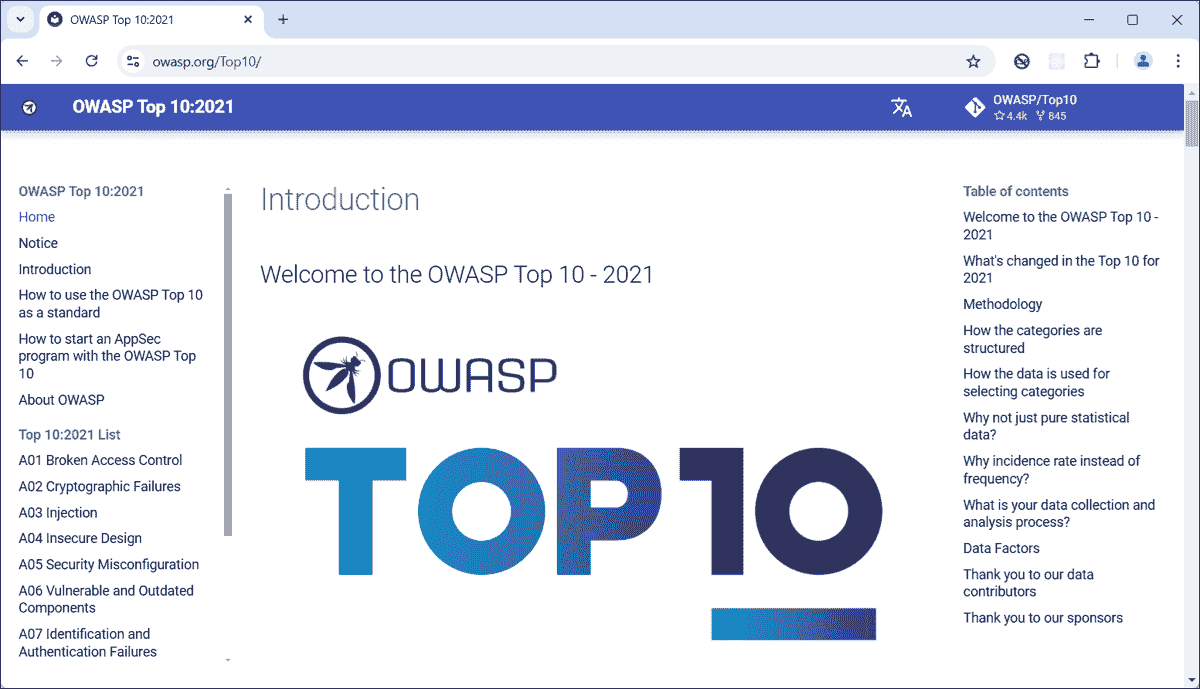 OWASP Top 10:2021
owasp.org/Top10/
OWASP Top 10:2021
OWASP/Top10
4.4k 845
OWASP Top 10:2021
Home
Notice
Introduction
How to use the OWASP Top 10
as a standard
How to start an AppSec
program with the OWASP Top
10
About OWASP
Top 10:2021 List
A01 Broken Access Control
A02 Cryptographic Failures
A03 Injection
A04 Insecure Design
A05 Security Misconfiguration
A06 Vulnerable and Outdated
Components
A07 Identification and
Authentication Failures
Introduction
Welcome to the OWASP Top 10 - 2021
OWASP
TOP 10
Table of contents
Welcome to the OWASP Top 10 -
2021
What's changed in the Top 10 for
2021
Methodology
How the categories are
structured
How the data is used for
selecting categories
Why not just pure statistical
data?
Why incidence rate instead of
frequency?
What is your data collection and
analysis process?
Data Factors
Thank you to our data
contributors
Thank you to our sponsors